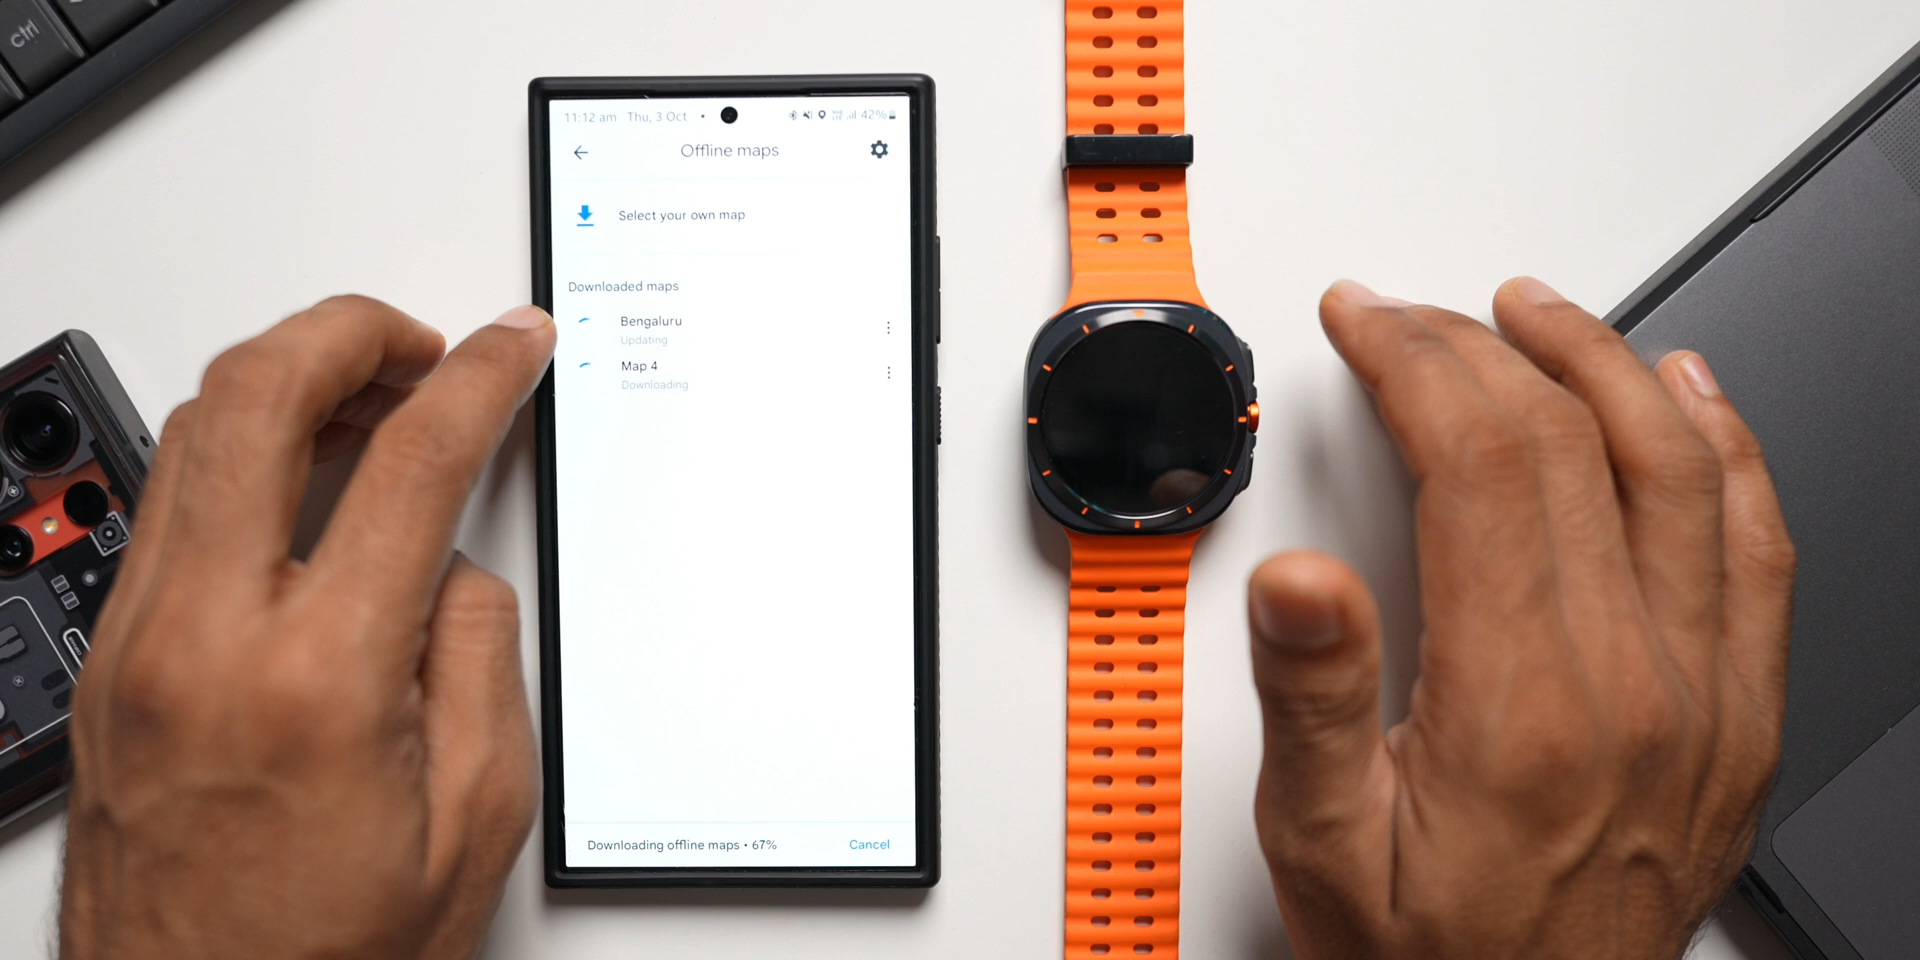 ctrl
11:12 am Thu, 3 Oct • 42%
Offline maps
Select your own map
Downloaded maps
Bengaluru
Updating
Map 4
Downloading
Downloading offline maps • 67% Cancel